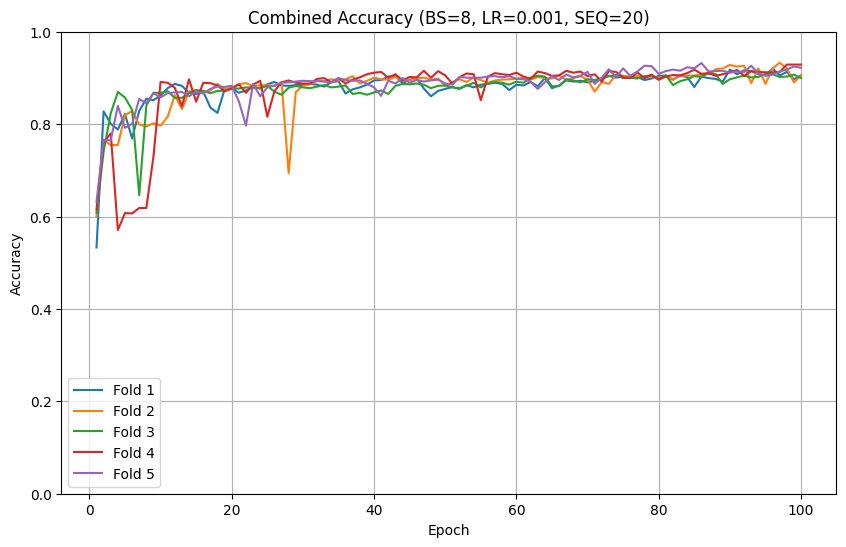 Combined Accuracy (BS=8, LR=0.001, SEQ=20)
1.0
0.8
0.6
0.4
0.2
0.0
Accuracy
Fold 1
Fold 2
Fold 3
Fold 4
Fold 5
0 20 40 60 80 100
Epoch